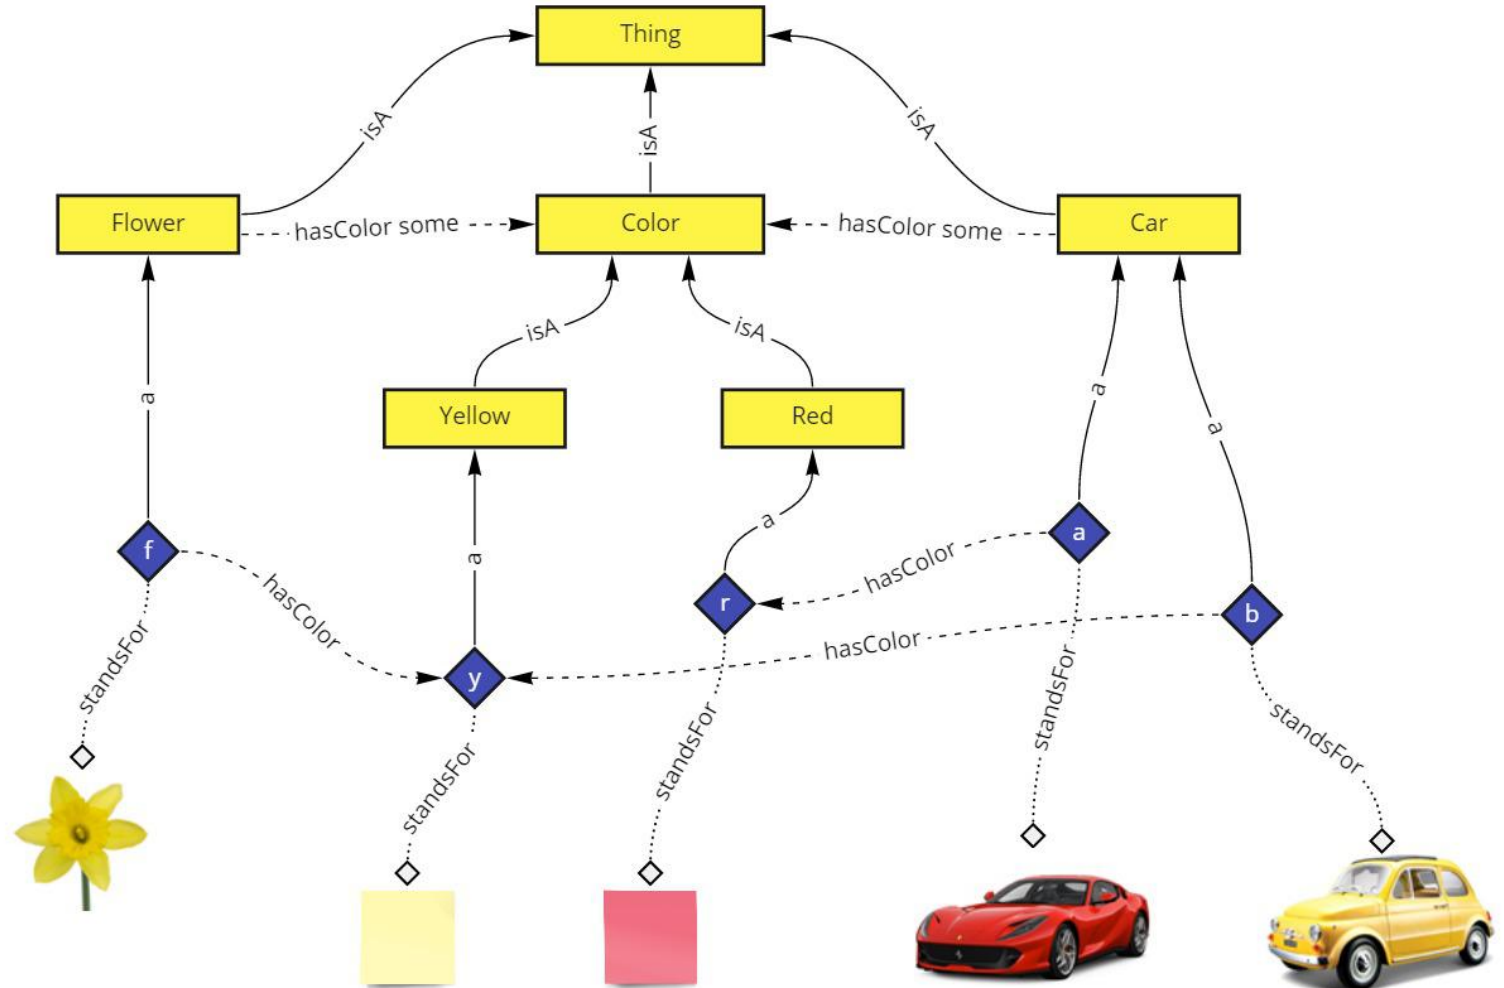 Thing
isA
isA
isA
Flower
hasColor some
Color
hasColor some
Car
isA
isA
Yellow
Red
a
a
a
a
a
f
a
hasColor
hasColor
r
b
hasColor
y
standsFor
standsFor
standsFor
standsFor
standsFor